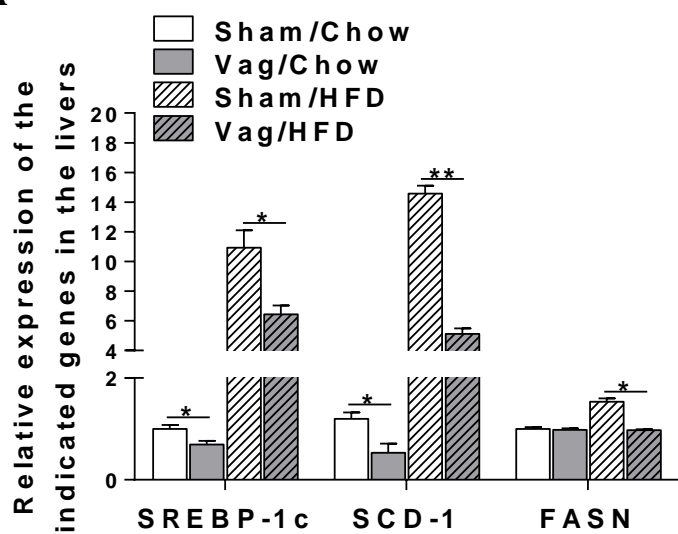 Sham/Chow
Vag/Chow
Sham/HFD
Vag/HFD
Relative expression of the
indicated genes in the livers
20
18
16
14
12
10
8
6
4
2
0
*
*
*
**
*
SREBP-1c SCD-1 FASN